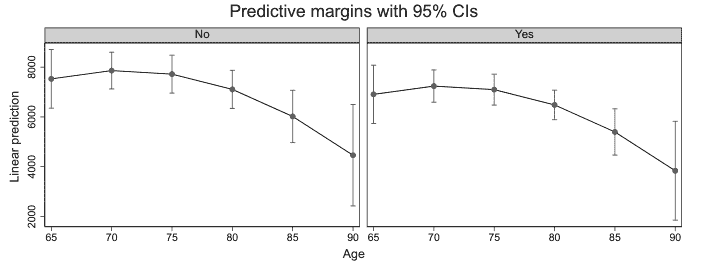 Predictive margins with 95% CIs
No Yes
8000
6000
4000
2000
Linear prediction
65 70 75 80 85 90 65 70 75 80 85 90
Age